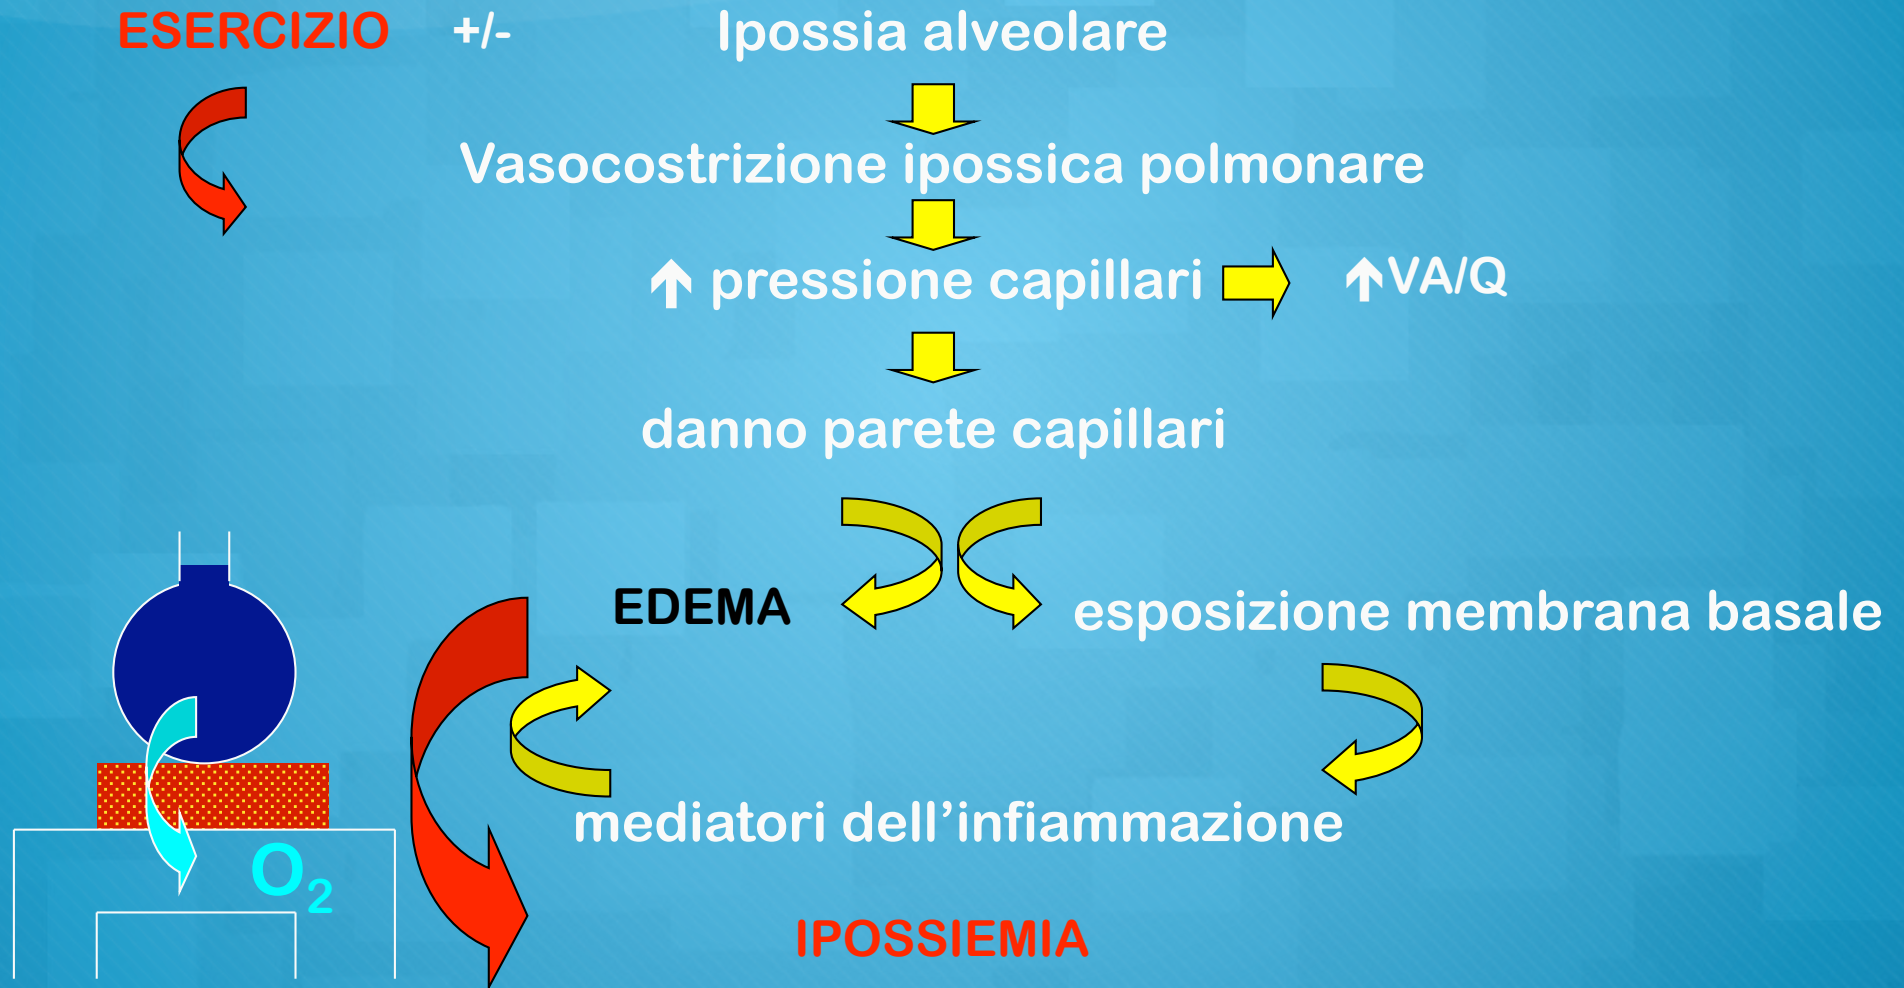 ESERCIZIO +/- Ipossia alveolare
Vasocostrizione ipossica polmonare
↑ pressione capillari ↑VA/Q
danno parete capillari
EDEMA esposizione membrana basale
mediatori dell’infiammazione
O₂
IPOSSIEMIA